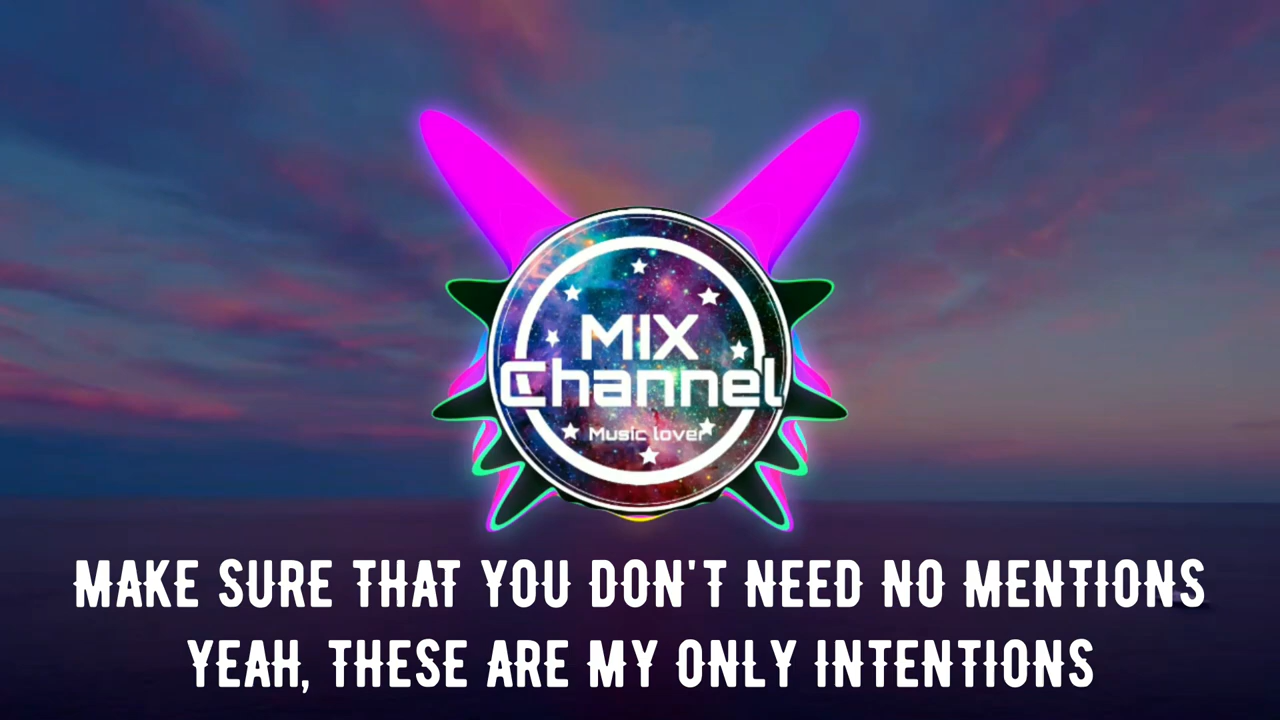 MIX
Channel
Music lover
MAKE SURE THAT YOU DON'T NEED NO MENTIONS
YEAH, THESE ARE MY ONLY INTENTIONS